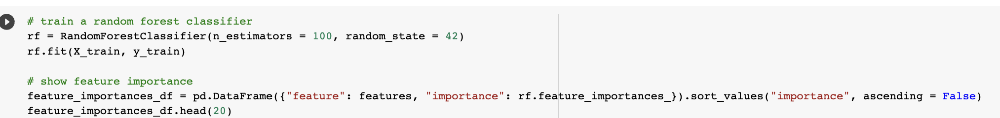 # train a random forest classifier
rf = RandomForestClassifier(n_estimators = 100, random_state = 42)
rf.fit(X_train, y_train)
# show feature importance
feature_importances_df = pd.DataFrame({"feature": features, "importance": rf.feature_importances_}).sort_values("importance", ascending = False)
feature_importances_df.head(20)